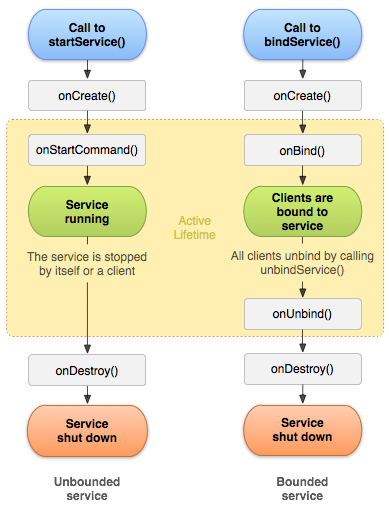 Call to
startService()
onCreate()
onStartCommand()
Service
running
The service is stopped
by itself or a client
onDestroy()
Service
shut down
Unbounded
service
Active
Lifetime
Call to
bindService()
onCreate()
onBind()
Clients are
bound to
service
All clients unbind by calling
unbindService()
onUnbind()
onDestroy()
Service
shut down
Bounded
service